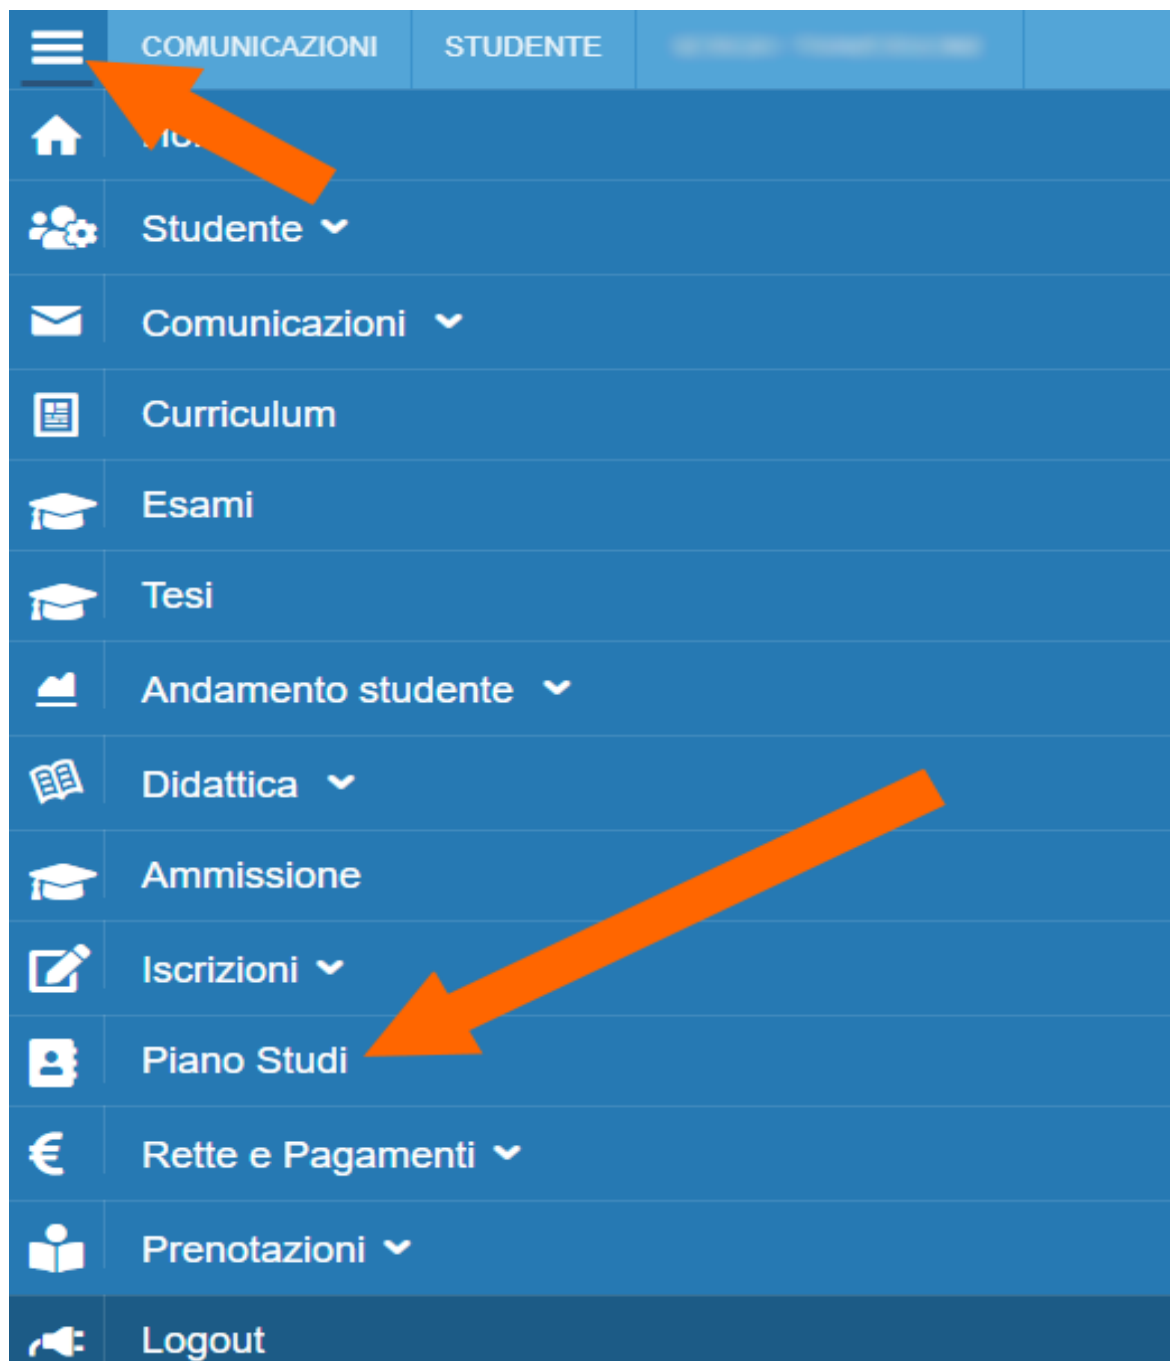 COMUNICAZIONI STUDENTE
Studente
Comunicazioni
Curriculum
Esami
Tesi
Andamento studente
Didattica
Ammissione
Iscrizioni
Piano Studi
€ Rette e Pagamenti
Prenotazioni
Logout